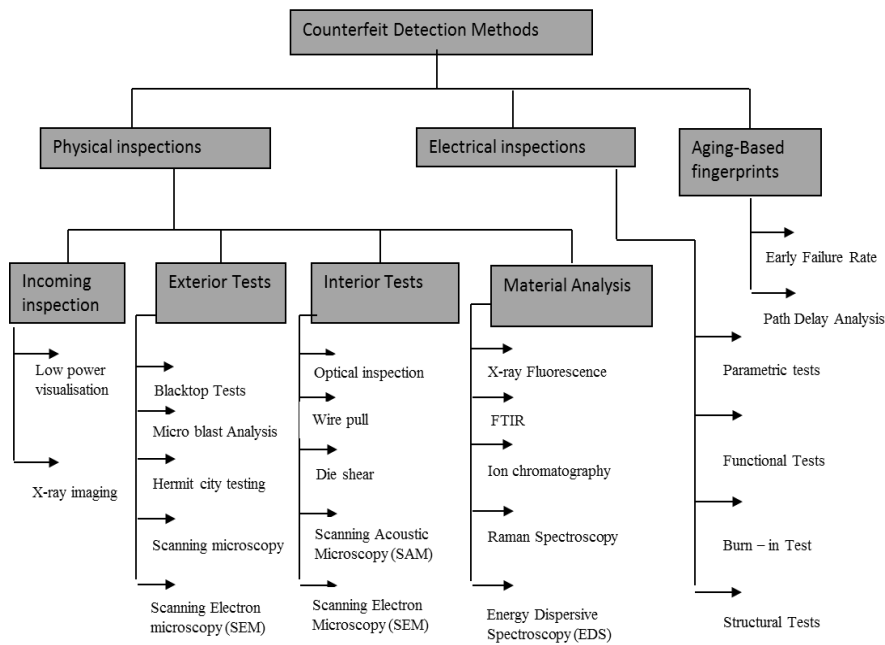 Counterfeit Detection Methods
Physical inspections
Electrical inspections
Aging-Based
fingerprints
Early Failure Rate
Path Delay Analysis
Incoming
inspection
Low power
visualisation
X-ray imaging
Exterior Tests
Blacktop Tests
Micro blast Analysis
Hermit city testing
Scanning microscopy
Scanning Electron
microscopy (SEM)
Interior Tests
Optical inspection
Wire pull
Die shear
Scanning Acoustic
Microscopy (SAM)
Scanning Electron
Microscopy (SEM)
Material Analysis
X-ray Fluorescence
FTIR
Ion chromatography
Raman Spectroscopy
Energy Dispersive
Spectroscopy (EDS)
Parametric tests
Functional Tests
Burn – in Test
Structural Tests